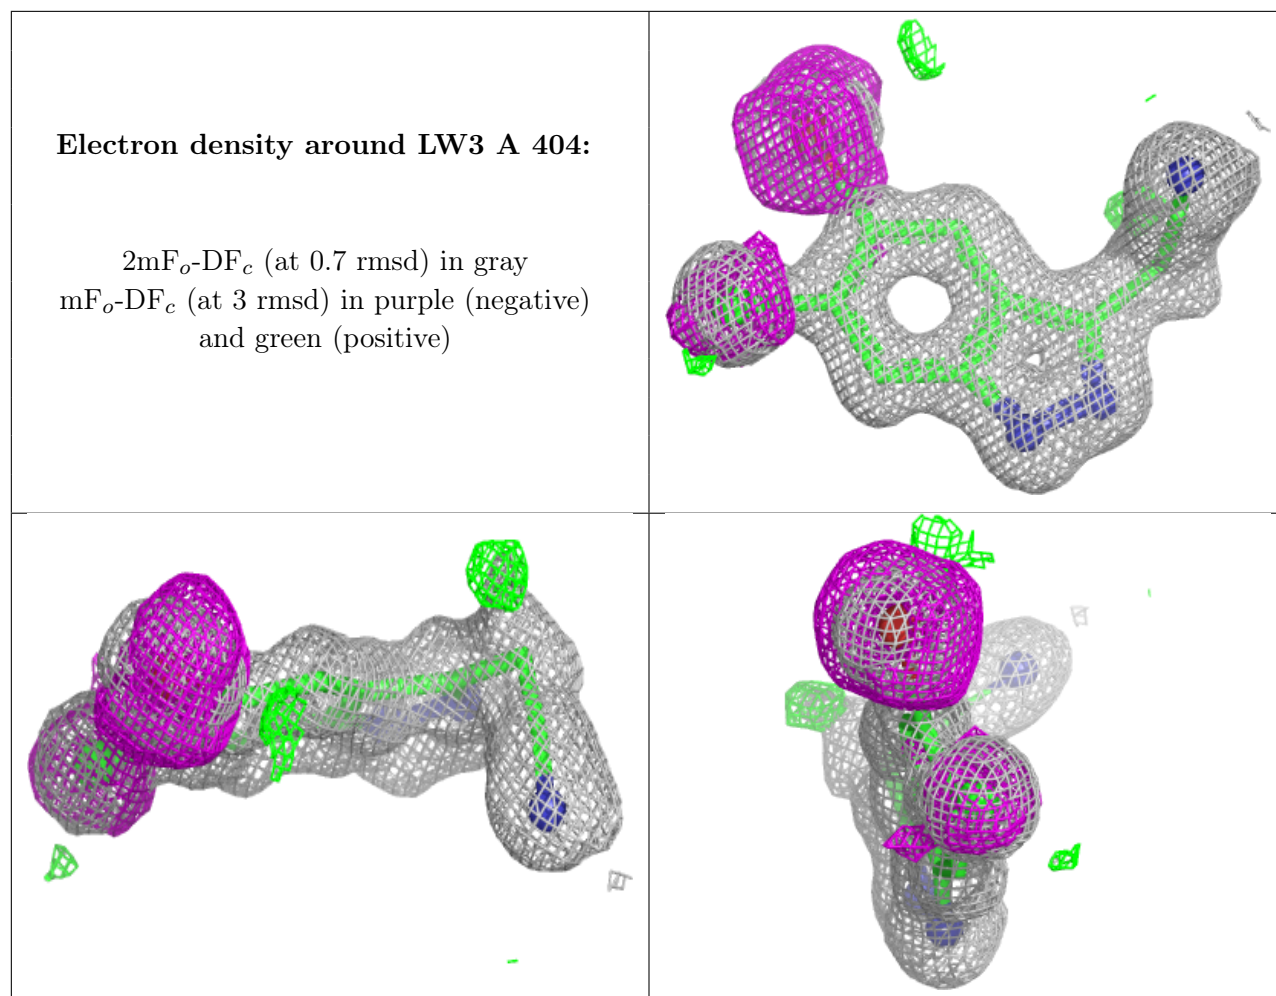 Electron density around LW3 A 404:
2mFo-DFc (at 0.7 rmsd) in gray
mFo-DFc (at 3 rmsd) in purple (negative)
and green (positive)